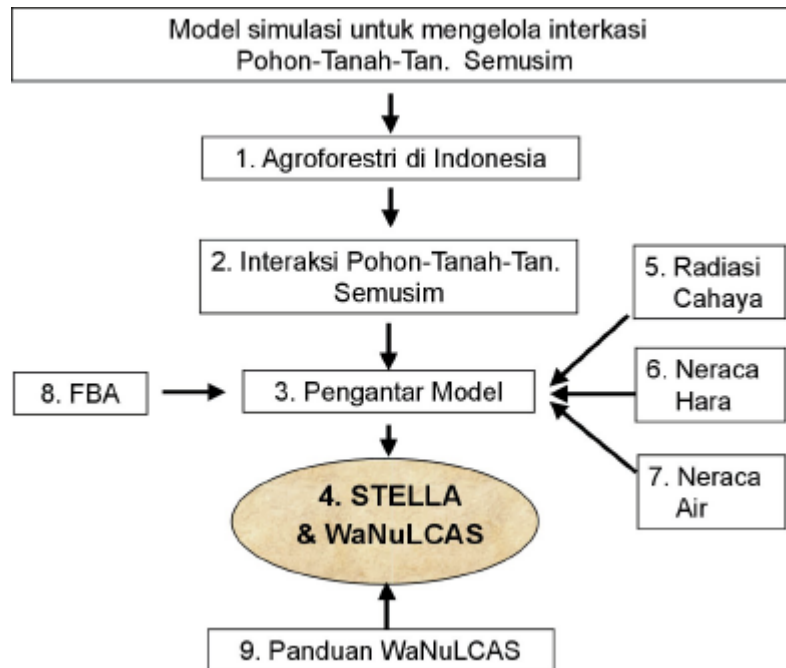 Model simulasi untuk mengelola interkasi
Pohon-Tanah-Tan. Semusim
1. Agroforestri di Indonesia
2. Interaksi Pohon-Tanah-Tan.
Semusim
5. Radiasi
Cahaya
8. FBA
3. Pengantar Model
6. Neraca
Hara
7. Neraca
Air
4. STELLA
& WaNuLCAS
9. Panduan WaNuLCAS